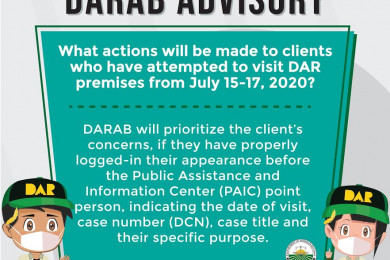 DARAB ADVISORY
What actions will be made to clients
who have attempted to visit DAR
premises from July 15-17, 2020?
DARAB will prioritize the client's
concerns, if they have properly
logged-in their appearance before
the Public Assistance and
Information Center (PAIC) point
person, indicating the date of visit,
case number (DCN), case title and
their specific purpose.
DAR
DAR